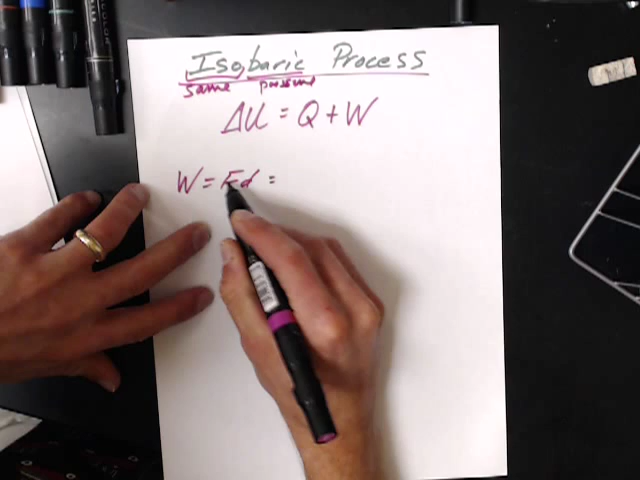 Isobaric Process
same pressure
ΔU = Q + W
W = Fd =